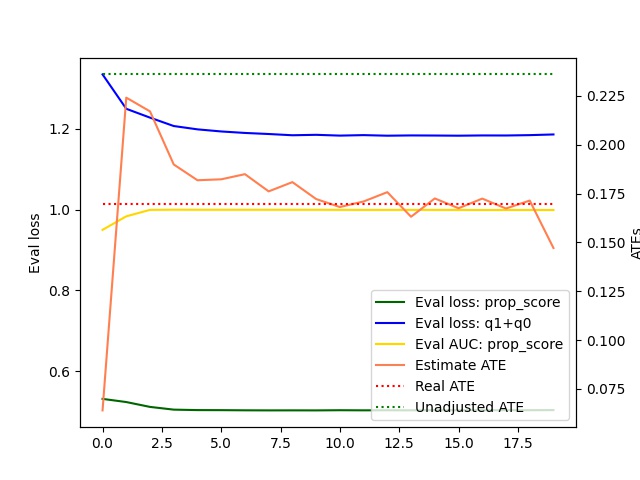 1.2
1.0
0.8
0.6
Eval loss
0.225
0.200
0.175
0.150
0.125
0.100
0.075
ATEs
Eval loss: prop_score
Eval loss: q1+q0
Eval AUC: prop_score
Estimate ATE
Real ATE
Unadjusted ATE
0.0 2.5 5.0 7.5 10.0 12.5 15.0 17.5